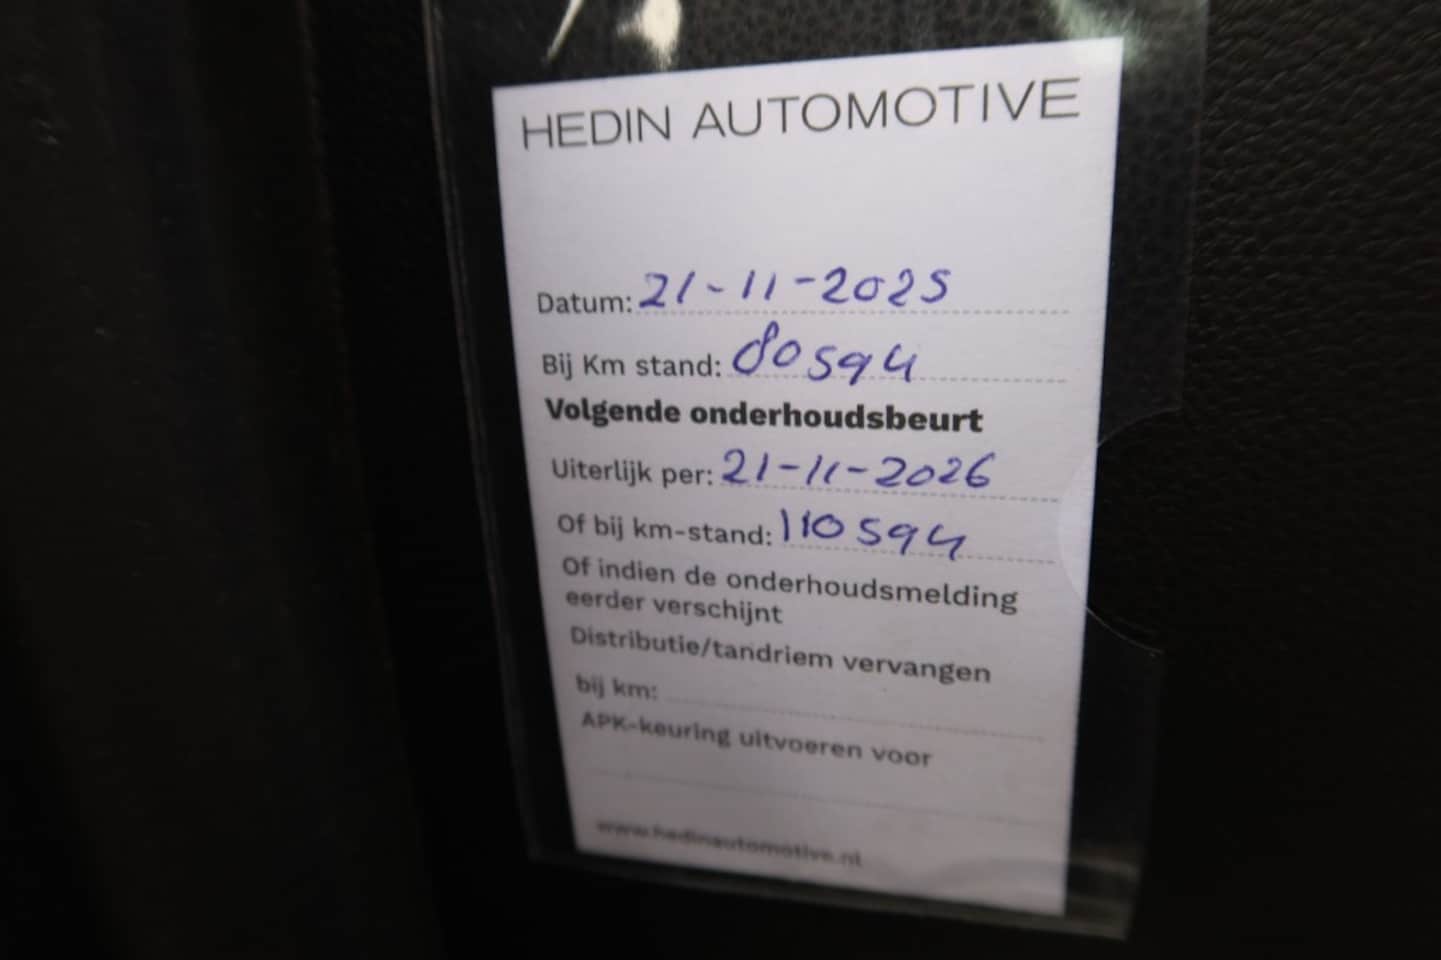 HEDIN AUTOMOTIVE
Datum: 21-11-2025
Bij Km stand: 80594
Volgende onderhoudsbeurt
Uiterlijk per: 21-11-2026
Of bij km-stand: 110594
Of indien de onderhoudsmelding
eerder verschijnt
Distributie/tandriem vervangen
bij km:
APK-keuring uitvoeren voor
www.hedinautomotive.nl